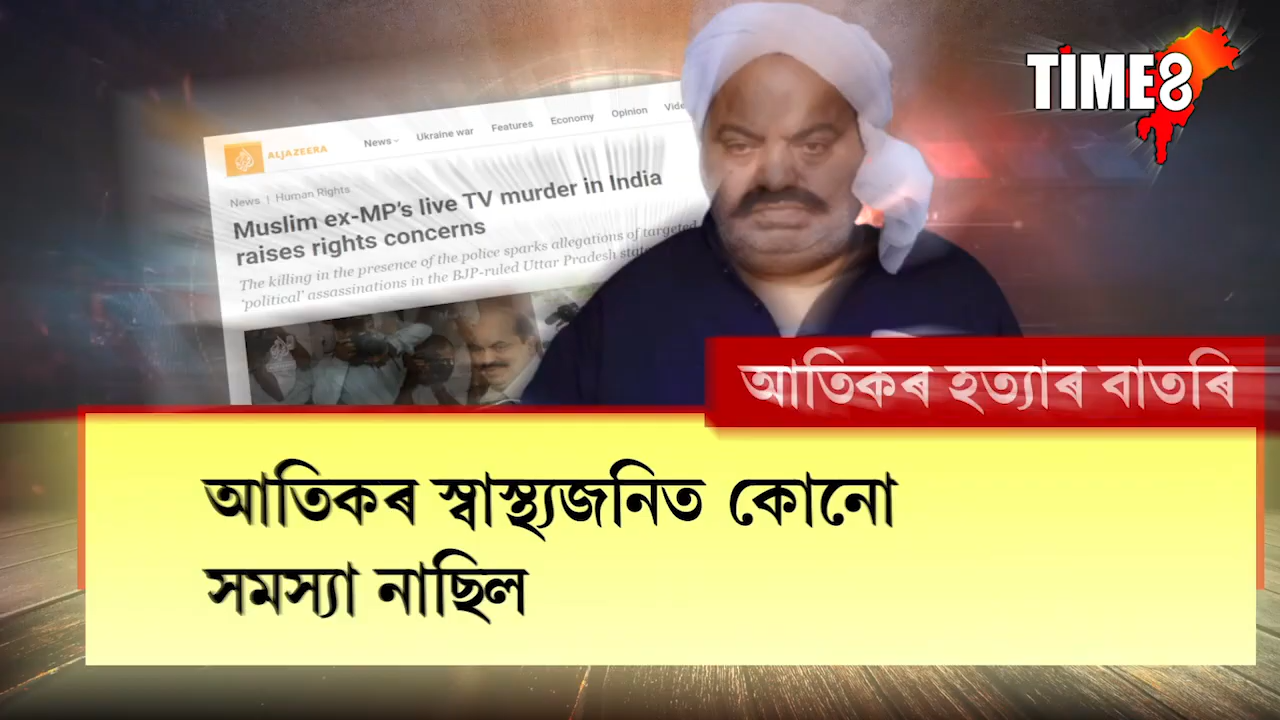 TIME8
ALJAZEERA
News Ukraine war Features Economy Opinion
News | Human Rights
Muslim ex-MP's live TV murder in India
raises rights concerns
The killing in the presence of the police sparks allegations of targeted
'political' assassinations in the BJP-ruled Uttar Pradesh
আতিকৰ হত্যাৰ বাতৰি
আতিকৰ স্বাস্থ্যজনিত কোনো
সমস্যা নাছিল